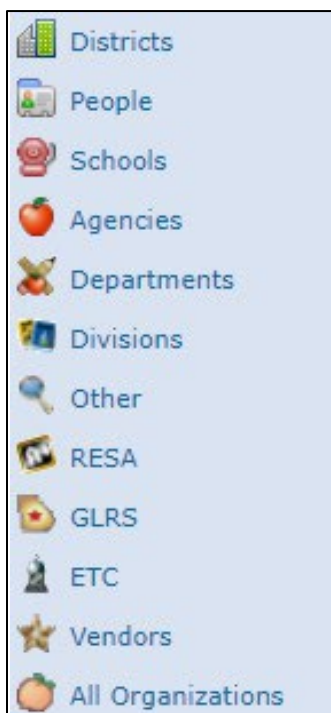 Districts
People
Schools
Agencies
Departments
Divisions
Other
RESA
GLRS
ETC
Vendors
All Organizations